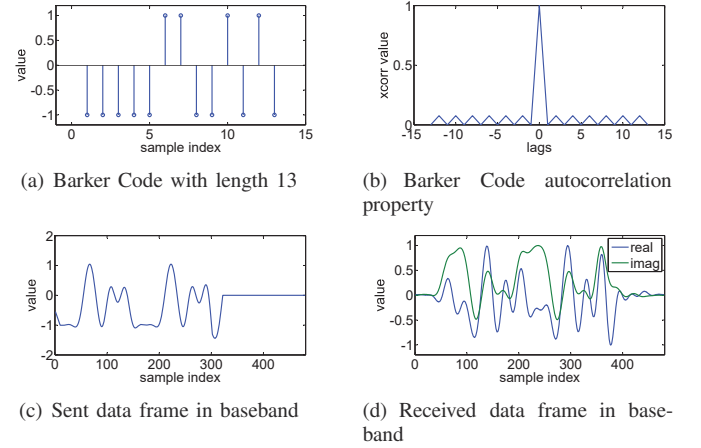 1
0.5
0
-0.5
-1
value
0 5 10 15
sample index
(a) Barker Code with length 13
1
0.5
0
xcorr value
-15 -10 -5 0 5 10 15
lags
(b) Barker Code autocorrelation
property
2
1
0
-1
-2
value
0 200 400
sample index
(c) Sent data frame in baseband
1
0.5
0
-0.5
-1
value
real
imag
0 100 200 300 400
sample index
(d) Received data frame in base-
band